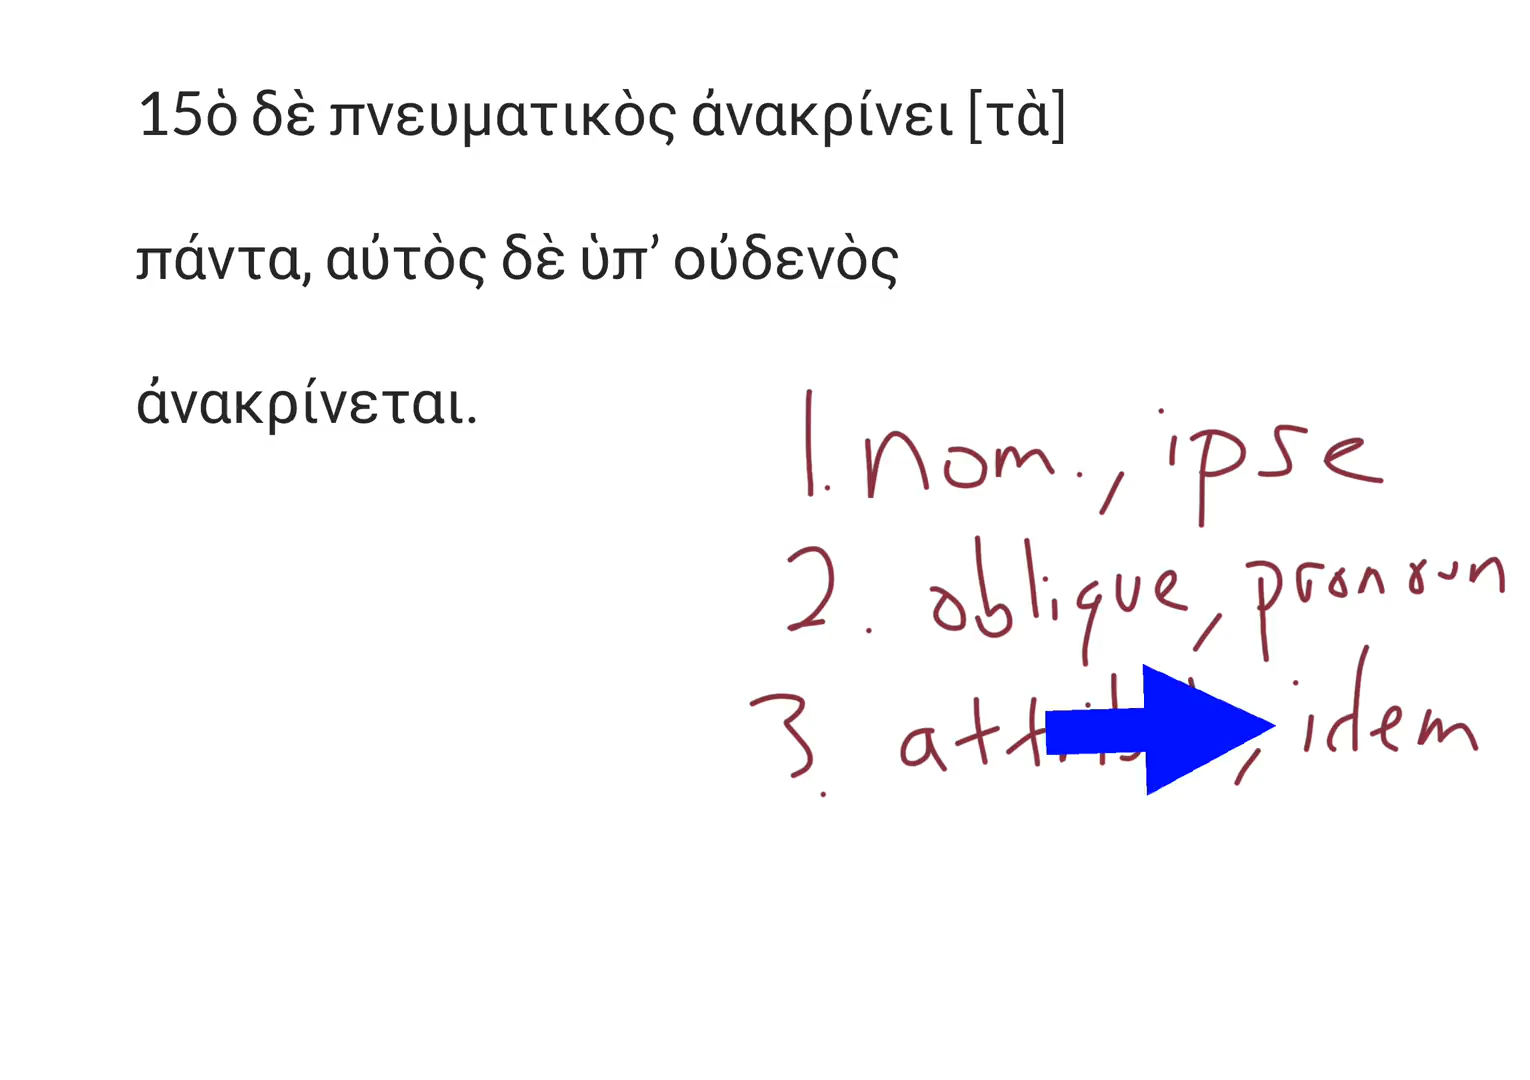 15ὁ δὲ πνευματικὸς ἀνακρίνει [τὰ]
πάντα, αὐτὸς δὲ ὑπ’ οὐδενὸς
ἀνακρίνεται.
1. nom., ipse
2. oblique, pronoun
3. , idem